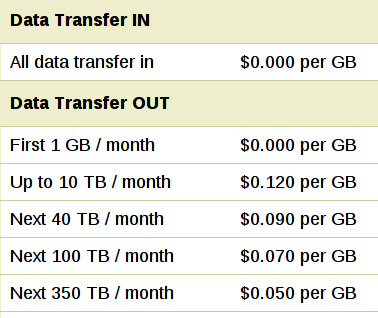 Data Transfer IN
All data transfer in $0.000 per GB
Data Transfer OUT
First 1 GB / month $0.000 per GB
Up to 10 TB / month $0.120 per GB
Next 40 TB / month $0.090 per GB
Next 100 TB / month $0.070 per GB
Next 350 TB / month $0.050 per GB